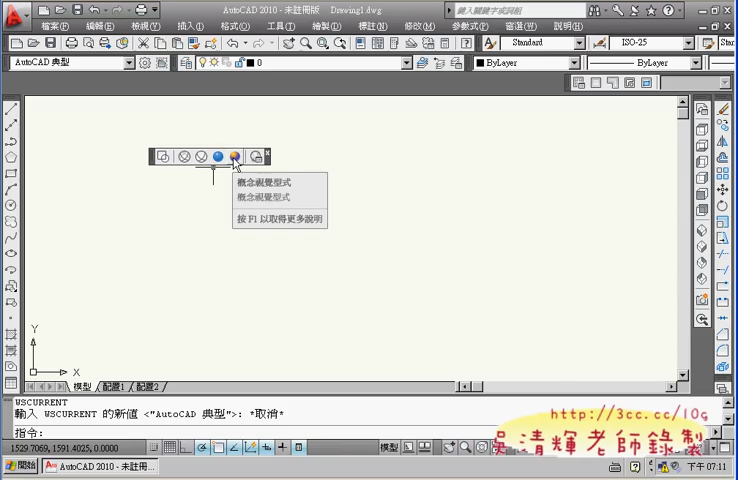 AutoCAD 2010 - 未註冊版 Drawing1.dwg
鍵入關鍵字或詞組
檔案(F) 編輯(E) 檢視(V) 插入(I) 格式(O) 工具(T) 繪製(D) 標註(N) 修改(M) 參數式(P) 窗選(W) 說明(H)
Standard ISO-25 Stan
AutoCAD 典型 0 ByLayer ByLayer
概念視覺型式
概念視覺型式
按 F1 以取得更多說明
Y
X
模型 配置1 配置2
WSCURRENT
輸入 WSCURRENT 的新值 <"AutoCAD 典型">: *取消*
指令:
http://3cc.cc/10g
吳清輝老師錄製
1529.7069, 1591.4025, 0.0000 模型
開始 AutoCAD 2010 - 未註冊... ? 下午 07:11